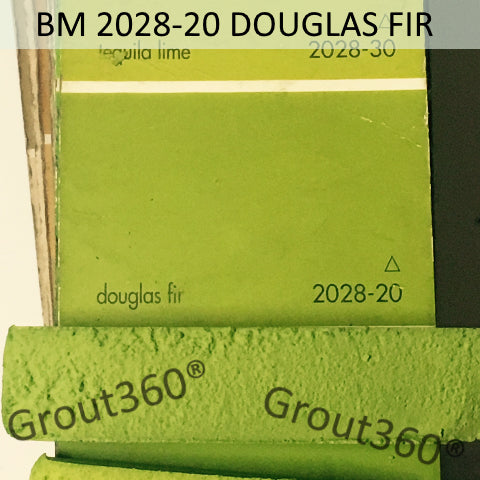 BM 2028-20 DOUGLAS FIR
tequila lime 2028-30
douglas fir 2028-20
Grout360® Grout360®